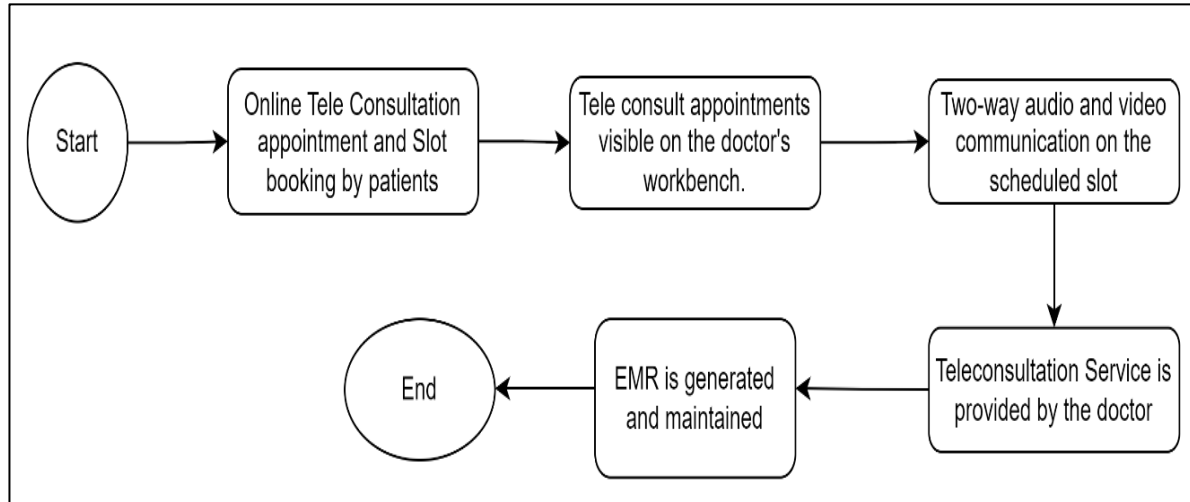 Start
Online Tele Consultation
appointment and Slot
booking by patients
Tele consult appointments
visible on the doctor's
workbench.
Two-way audio and video
communication on the
scheduled slot
Teleconsultation Service is
provided by the doctor
EMR is generated
and maintained
End